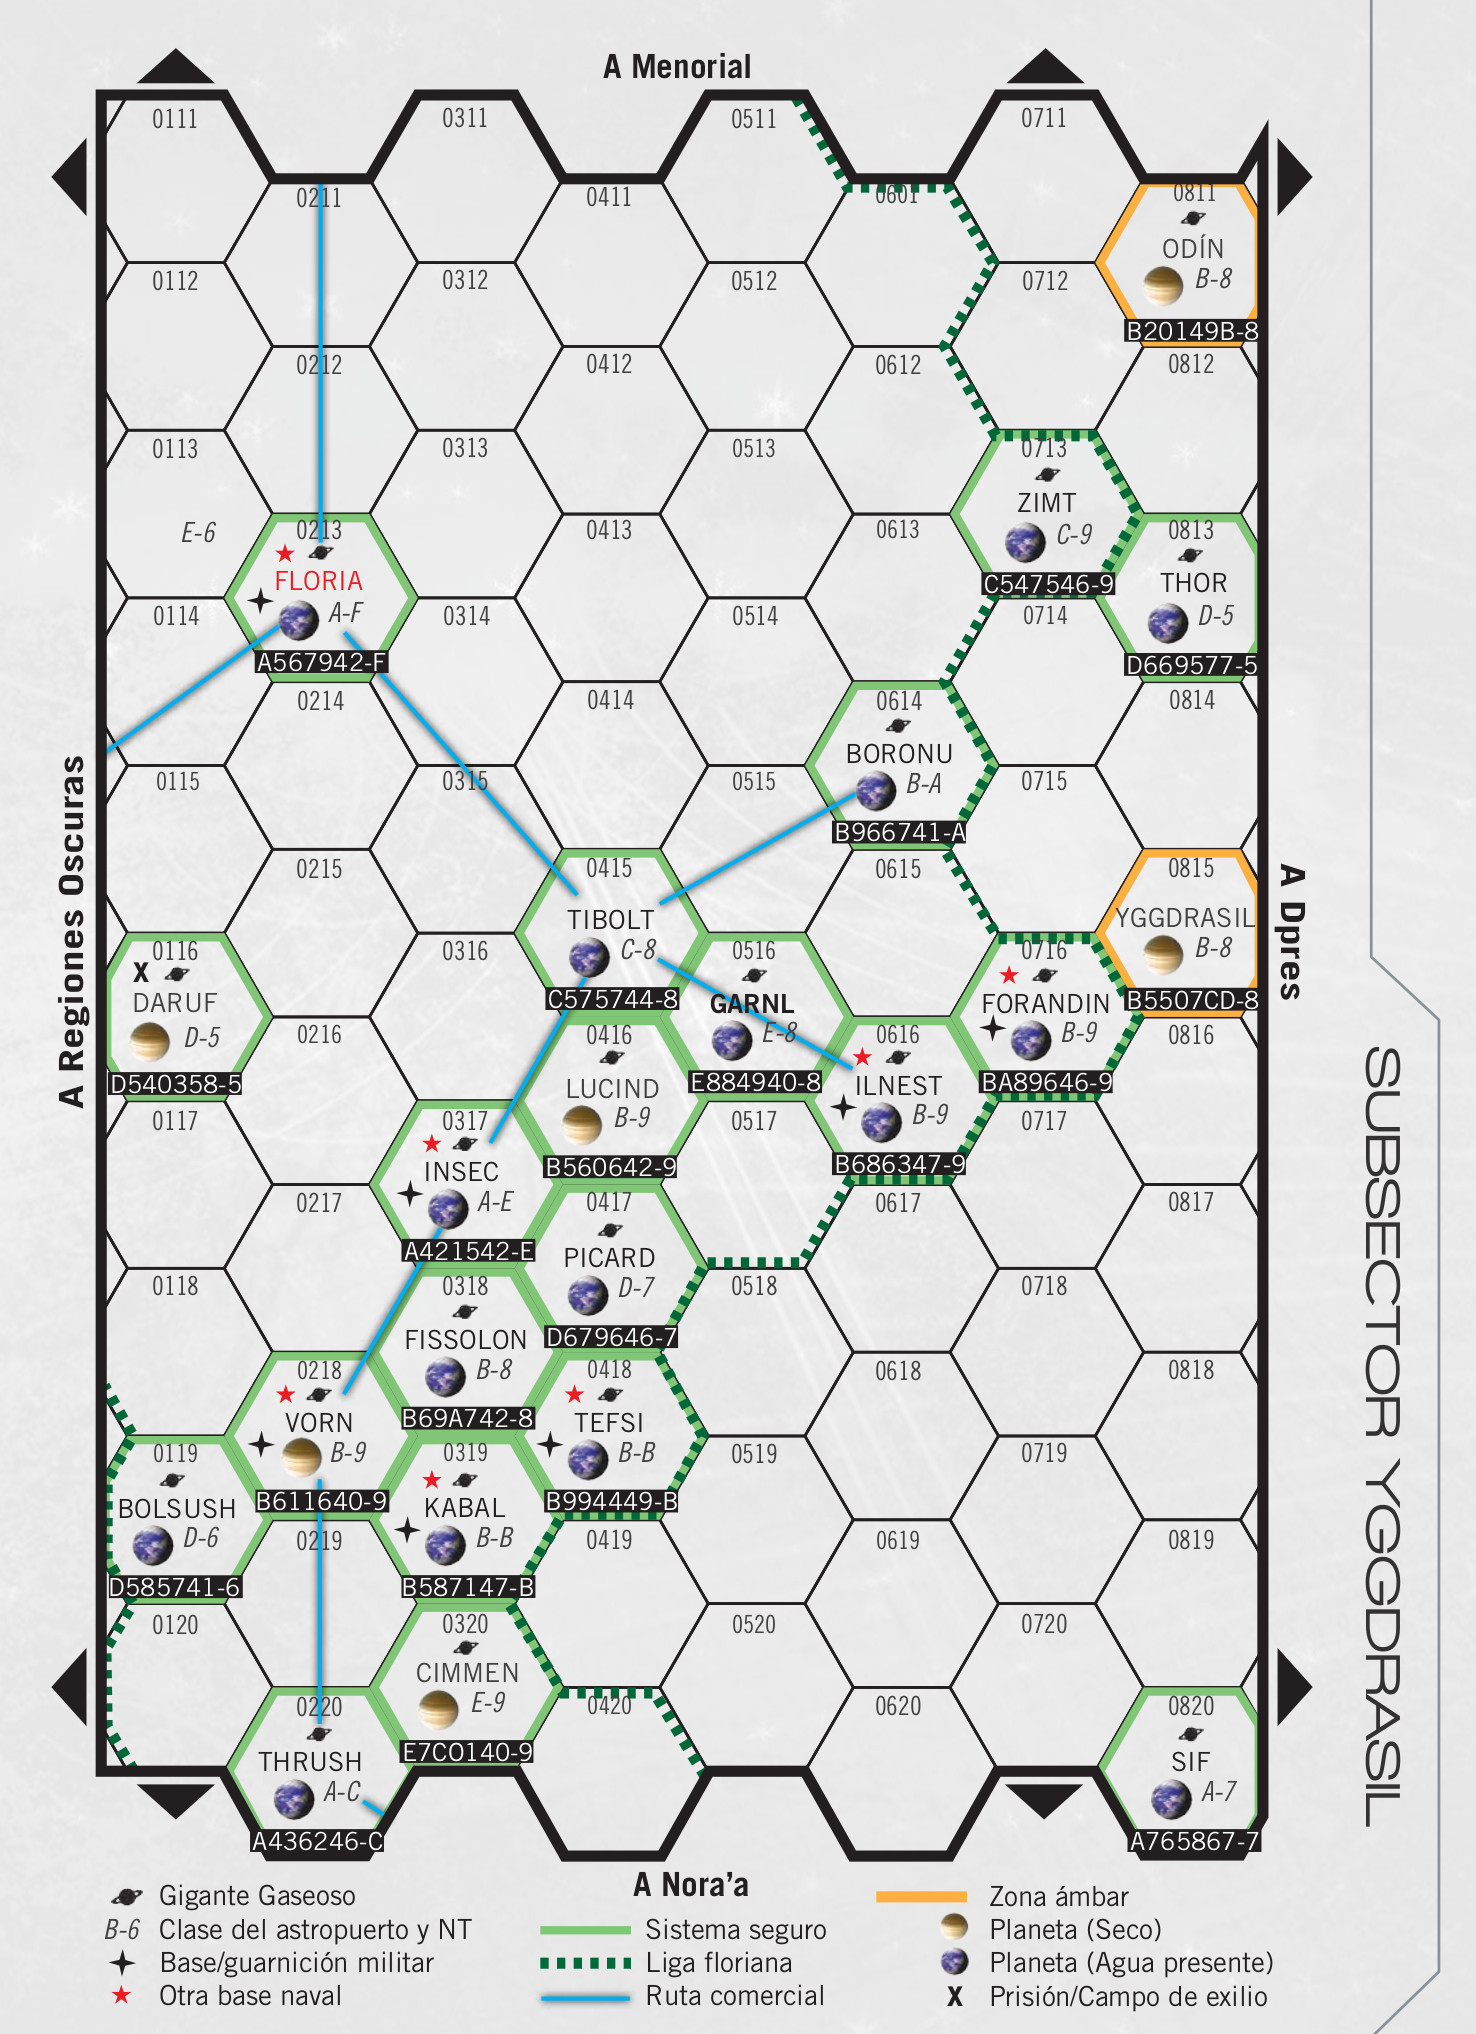 A Menorial
0111
0311
0511
0711
0211
0411
0601
0811
ODÍN
B-8
B20149B-8
0112
0312
0512
0712
0212
0412
0612
0812
0113
0313
0513
0713
ZIMT
C-9
C547546-9
E-6
0213
FLORIA
A-F
A567942-F
0413
0613
0813
THOR
D-5
D669577-5
0114
0314
0514
0714
0214
0414
0614
BORONU
B-A
B966741-A
0814
0115
0315
0515
0715
0215
0415
TIBOLT
C-8
C575744-8
0615
0815
YGGDRASIL
B-8
B5507CD-8
A Regiones Oscuras
A Dpres
0116
X
DARUF
D-5
D540358-5
0316
0516
GARNL
E-8
E884940-8
0716
FORANDIN
B-9
BA89646-9
0216
0416
LUCIND
B-9
B560642-9
0616
ILNEST
B-9
B686347-9
0816
0117
0317
INSEC
A-E
A421542-E
0517
0717
0217
0417
PICARD
D-7
D679646-7
0617
0817
0118
0318
FISSOLON
B-8
B69A742-8
0518
0718
0218
VORN
B-9
B611640-9
0418
TEFSI
B-B
B994449-B
0618
0818
0119
BOLSUSH
D-6
D585741-6
0319
KABAL
B-B
B587147-B
0519
0719
0219
0419
0619
0819
0120
0320
CIMMEN
E-9
E7C0140-9
0520
0720
0220
THRUSH
A-C
A436246-C
0420
0620
0820
SIF
A-7
A765867-7
SUBSECTOR YGGDRASIL
A Nora'a
Gigante Gaseoso
B-6 Clase del astropuerto y NT
Base/guarnición militar
Otra base naval
Sistema seguro
Liga floriana
Ruta comercial
Zona ámbar
Planeta (Seco)
Planeta (Agua presente)
X Prisión/Campo de exilio